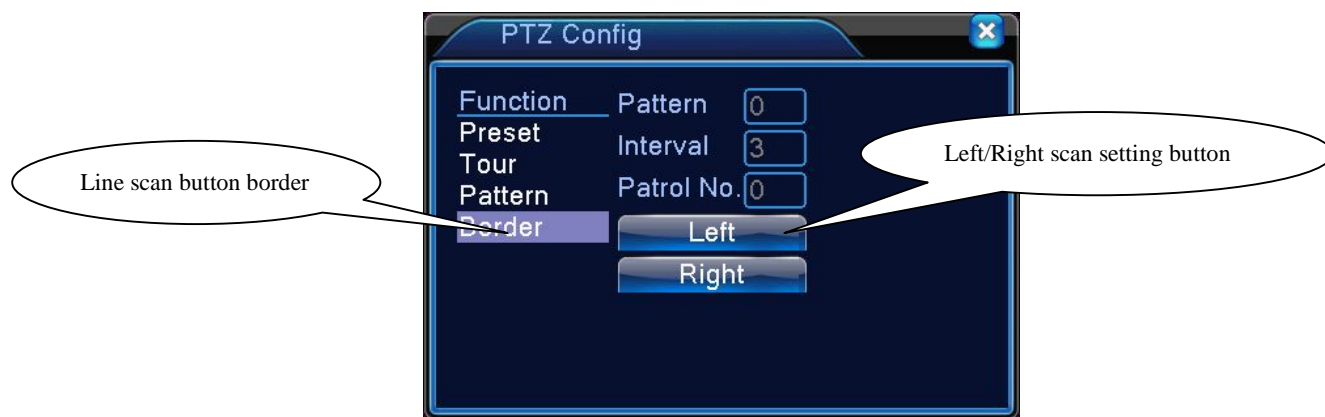 PTZ Config
Function
Preset
Tour
Pattern
Border
Pattern 0
Interval 3
Patrol No. 0
Left
Right
Line scan button border
Left/Right scan setting button